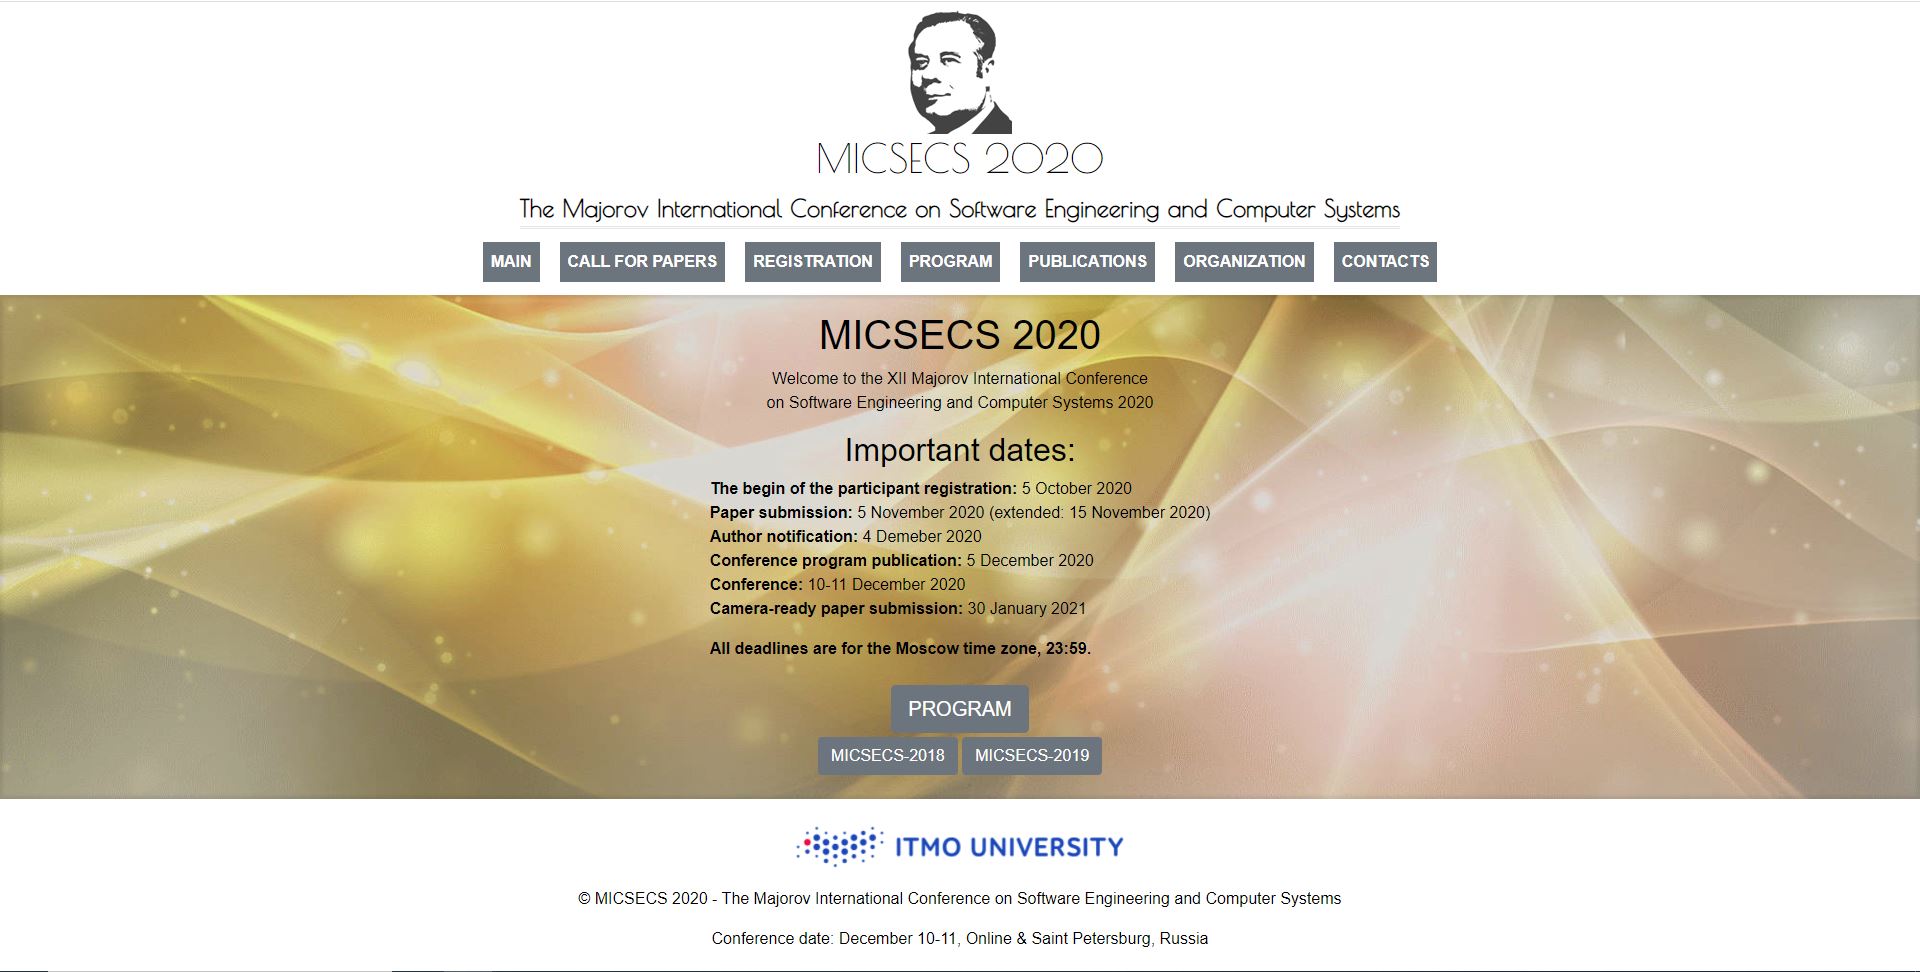 MICSECS 2020
The Majorov International Conference on Software Engineering and Computer Systems
MAIN CALL FOR PAPERS REGISTRATION PROGRAM PUBLICATIONS ORGANIZATION CONTACTS
MICSECS 2020
Welcome to the XII Majorov International Conference
on Software Engineering and Computer Systems 2020
Important dates:
The begin of the participant registration: 5 October 2020
Paper submission: 5 November 2020 (extended: 15 November 2020)
Author notification: 4 Demeber 2020
Conference program publication: 5 December 2020
Conference: 10-11 December 2020
Camera-ready paper submission: 30 January 2021
All deadlines are for the Moscow time zone, 23:59.
PROGRAM
MICSECS-2018 MICSECS-2019
ITMO UNIVERSITY
© MICSECS 2020 - The Majorov International Conference on Software Engineering and Computer Systems
Conference date: December 10-11, Online & Saint Petersburg, Russia